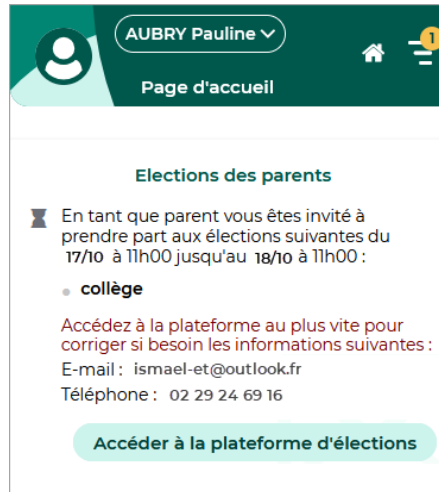 AUBRY Pauline
1
Page d'accueil
Elections des parents
En tant que parent vous êtes invité à
prendre part aux élections suivantes du
17/10 à 11h00 jusqu'au 18/10 à 11h00 :
collège
Accédez à la plateforme au plus vite pour
corriger si besoin les informations suivantes :
E-mail : ismael-et@outlook.fr
Téléphone : 02 29 24 69 16
Accéder à la plateforme d'élections